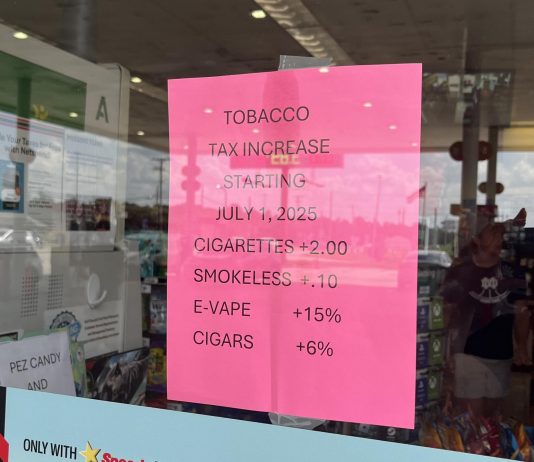 TOBACCO
TAX INCREASE
STARTING
JULY 1, 2025
CIGARETTES +2.00
SMOKELESS +.10
E-VAPE +15%
CIGARS +6%
A
PEZ CANDY
AND
ONLY WITH